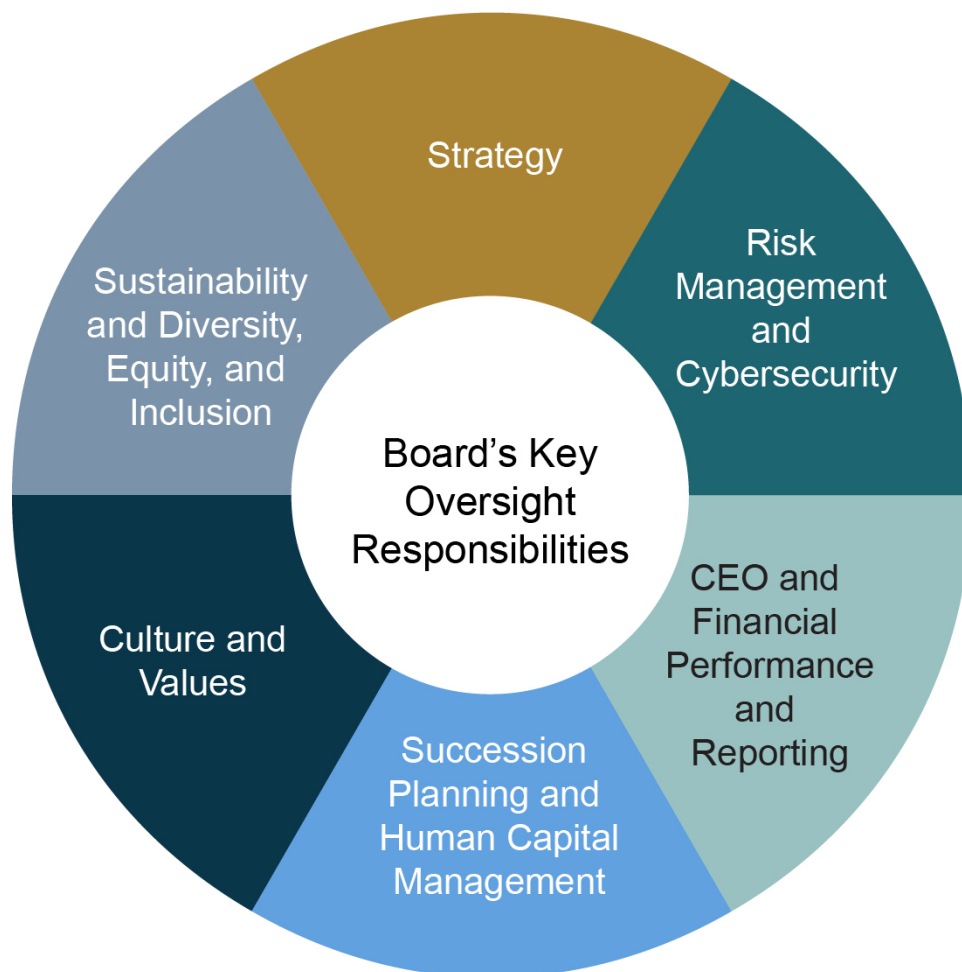 Strategy
Risk
Management
and
Cybersecurity
CEO and
Financial
Performance
and
Reporting
Succession
Planning and
Human Capital
Management
Culture and
Values
Sustainability
and Diversity,
Equity, and
Inclusion
Board’s Key
Oversight
Responsibilities